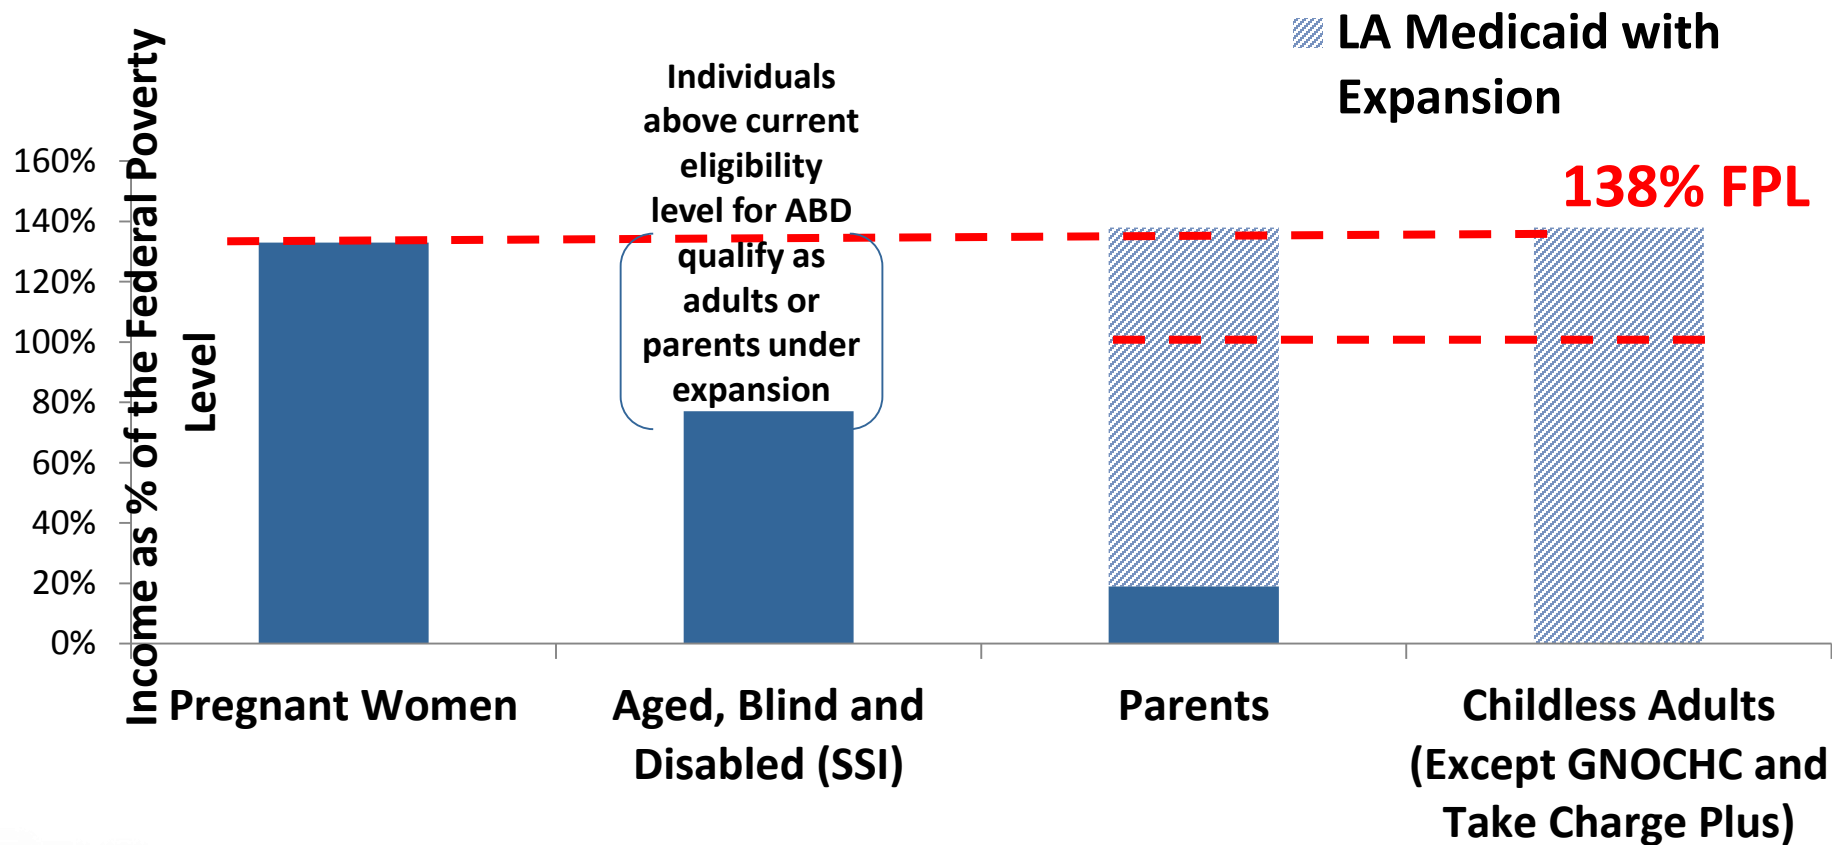 LA Medicaid with
Expansion
Individuals
above current
eligibility
level for ABD
qualify as
adults or
parents under
expansion
138% FPL
Income as % of the Federal Poverty
Level
160%
140%
120%
100%
80%
60%
40%
20%
0%
Pregnant Women
Aged, Blind and
Disabled (SSI)
Parents
Childless Adults
(Except GNOCHC and
Take Charge Plus)